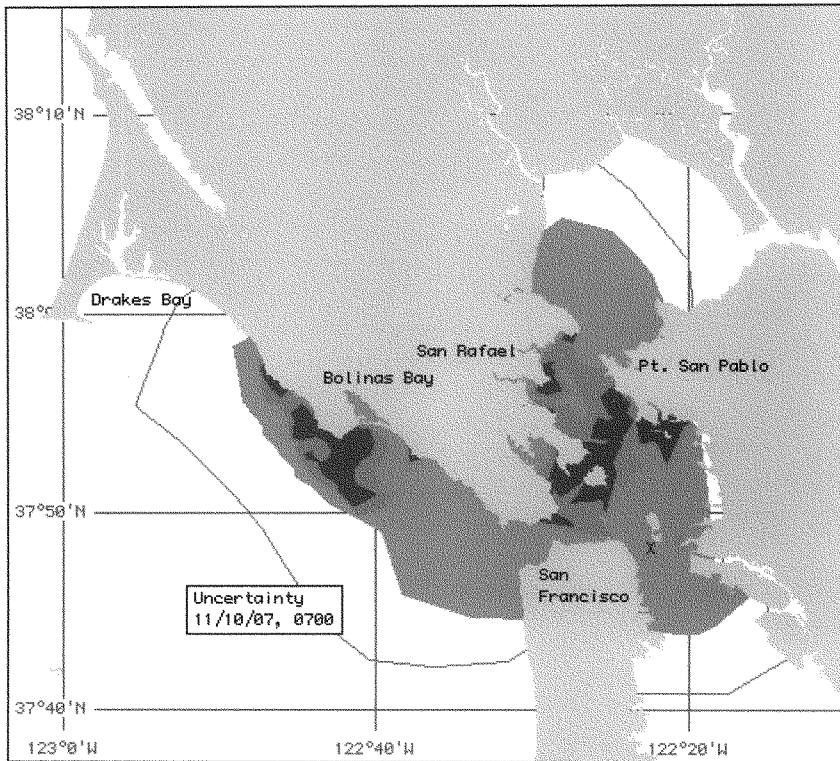 38°10'N
Drakes Bay
38°0
San Rafael
Pt. San Pablo
Bolinas Bay
37°50'N
X
San
Francisco
Uncertainty
11/10/07, 0700
37°40'N
123°0'W
122°40'W
122°20'W